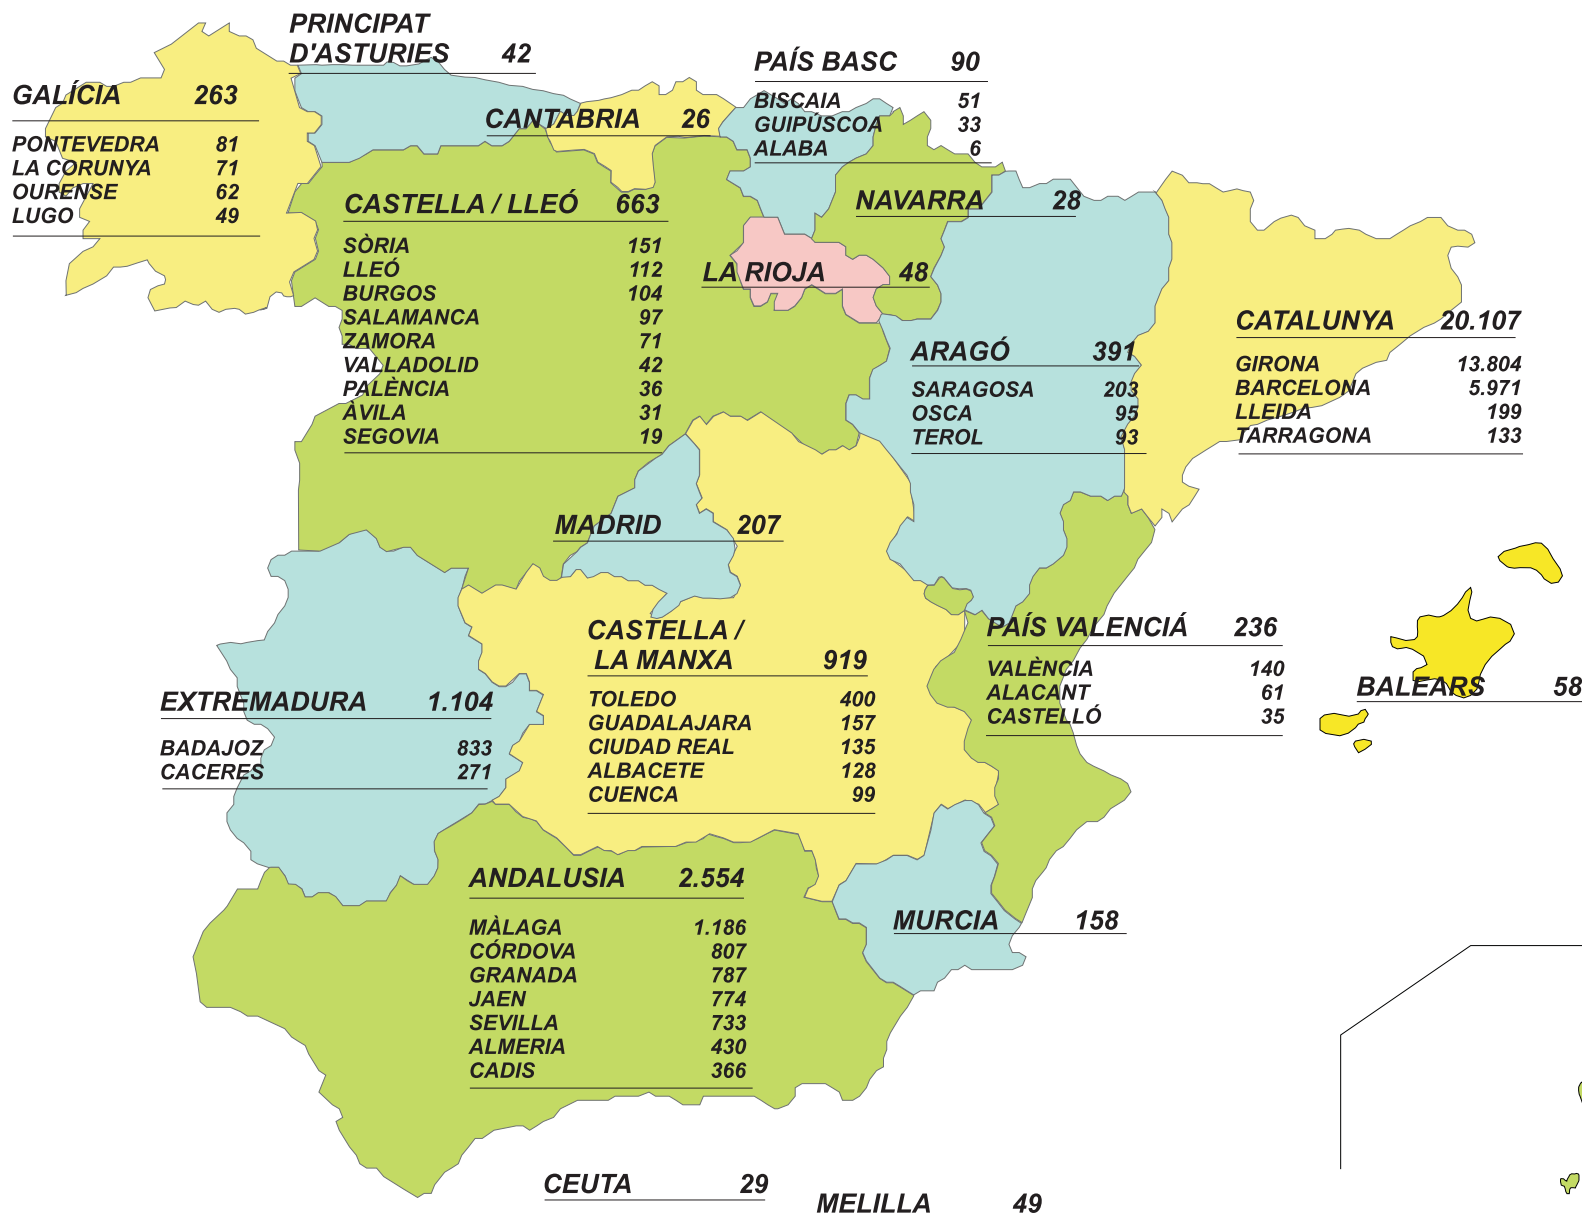 PRINCIPAT
D'ASTURIES 42
GALÍCIA 263
PONTEVEDRA 81
LA CORUNYA 71
OURENSE 62
LUGO 49
CANTABRIA 26
PAÍS BASC 90
BISCAIA 51
GUIPÚSCOA 33
ALABA 6
NAVARRA 28
CASTELLA / LLEÓ 663
SÒRIA 151
LLEÓ 112
BURGOS 104
SALAMANCA 97
ZAMORA 71
VALLADOLID 42
PALÈNCIA 36
ÀVILA 31
SEGOVIA 19
LA RIOJA 48
ARAGÓ 391
SARAGOSA 203
OSCA 95
TEROL 93
CATALUNYA 20.107
GIRONA 13.804
BARCELONA 5.971
LLEIDA 199
TARRAGONA 133
MADRID 207
CASTELLA /
LA MANXA 919
TOLEDO 400
GUADALAJARA 157
CIUDAD REAL 135
ALBACETE 128
CUENCA 99
PAÍS VALENCIÁ 236
VALÈNCIA 140
ALACANT 61
CASTELLÓ 35
BALEARS 58
EXTREMADURA 1.104
BADAJOZ 833
CACERES 271
ANDALUSIA 2.554
MÀLAGA 1.186
CÓRDOVA 807
GRANADA 787
JAEN 774
SEVILLA 733
ALMERIA 430
CADIS 366
MURCIA 158
CEUTA 29
MELILLA 49